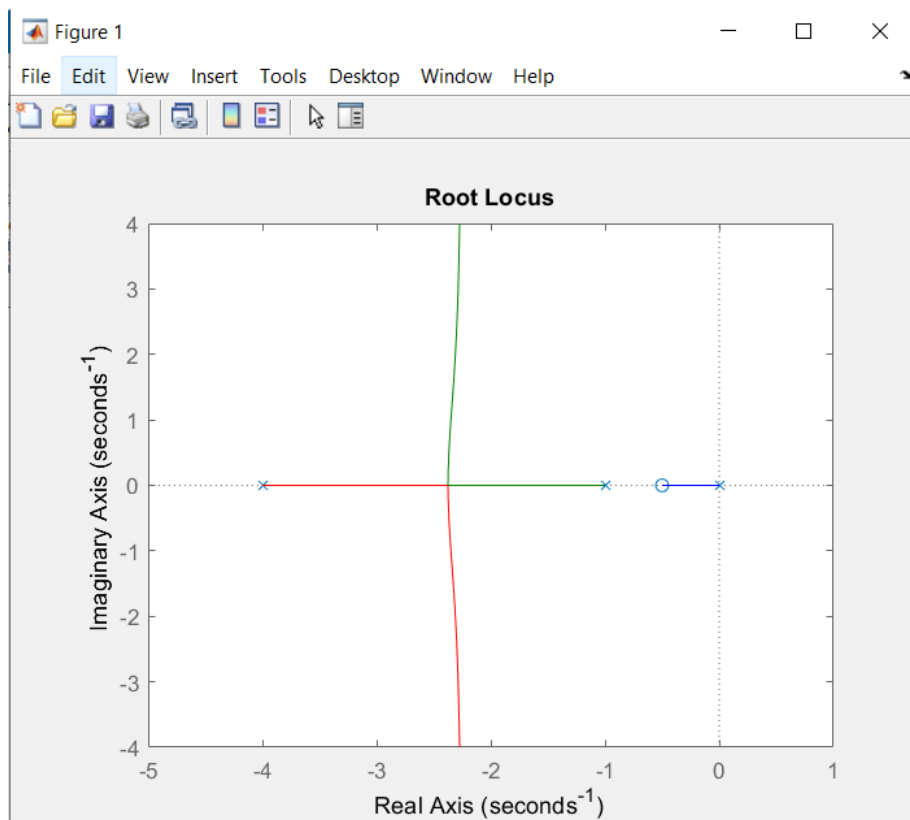 Figure 1
File Edit View Insert Tools Desktop Window Help
Root Locus
4
3
2
1
0
-1
-2
-3
-4
Imaginary Axis (seconds⁻¹)
-5 -4 -3 -2 -1 0 1
Real Axis (seconds⁻¹)